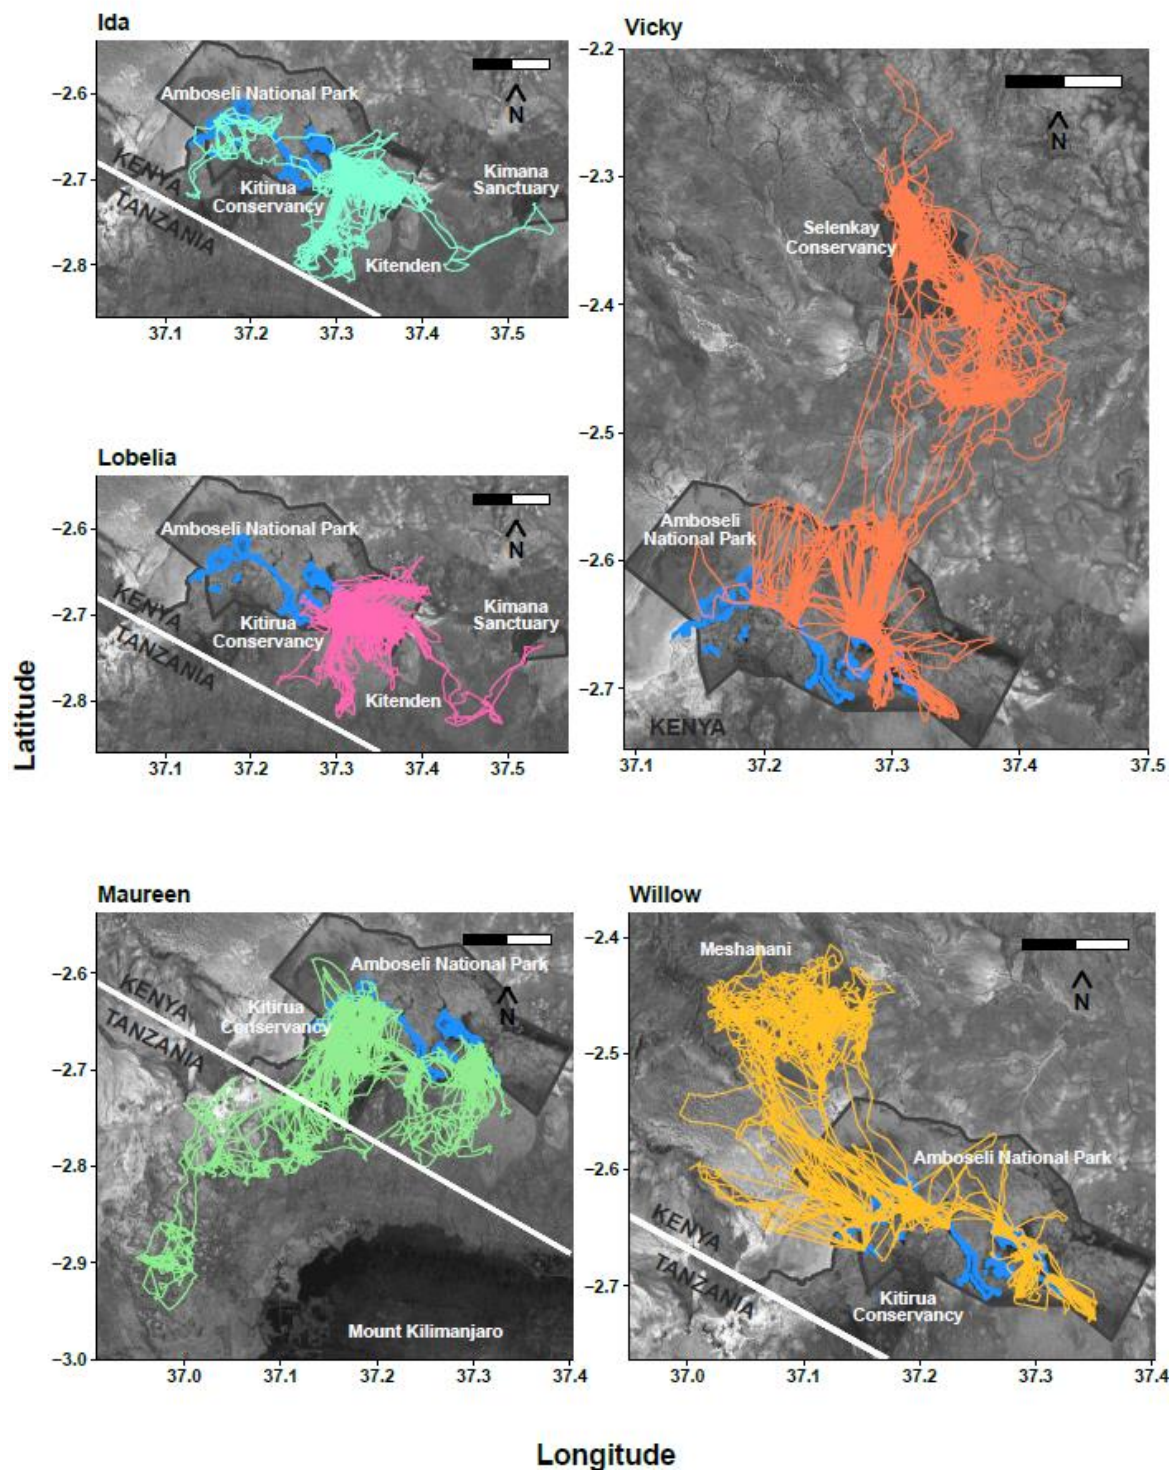 Ida
Amboseli National Park
N
Kimana
Sanctuary
KENYA
Kitirua
Conservancy
TANZANIA
Kitenden
−2.6
−2.7
−2.8
37.1 37.2 37.3 37.4 37.5
Vicky
N
Selenkay
Conservancy
Amboseli
National Park
KENYA
−2.2
−2.3
−2.4
−2.5
−2.6
−2.7
37.1 37.2 37.3 37.4 37.5
Lobelia
Amboseli National Park
N
Kimana
Sanctuary
KENYA
Kitirua
Conservancy
TANZANIA
Kitenden
−2.6
−2.7
−2.8
37.1 37.2 37.3 37.4 37.5
Latitude
Maureen
Amboseli National Park
N
KENYA
Kitirua
Conservancy
TANZANIA
Mount Kilimanjaro
−2.6
−2.7
−2.8
−2.9
−3.0
37.0 37.1 37.2 37.3 37.4
Willow
Meshanani
N
Amboseli National Park
KENYA
TANZANIA
Kitirua
Conservancy
−2.4
−2.5
−2.6
−2.7
37.0 37.1 37.2 37.3 37.4
Longitude